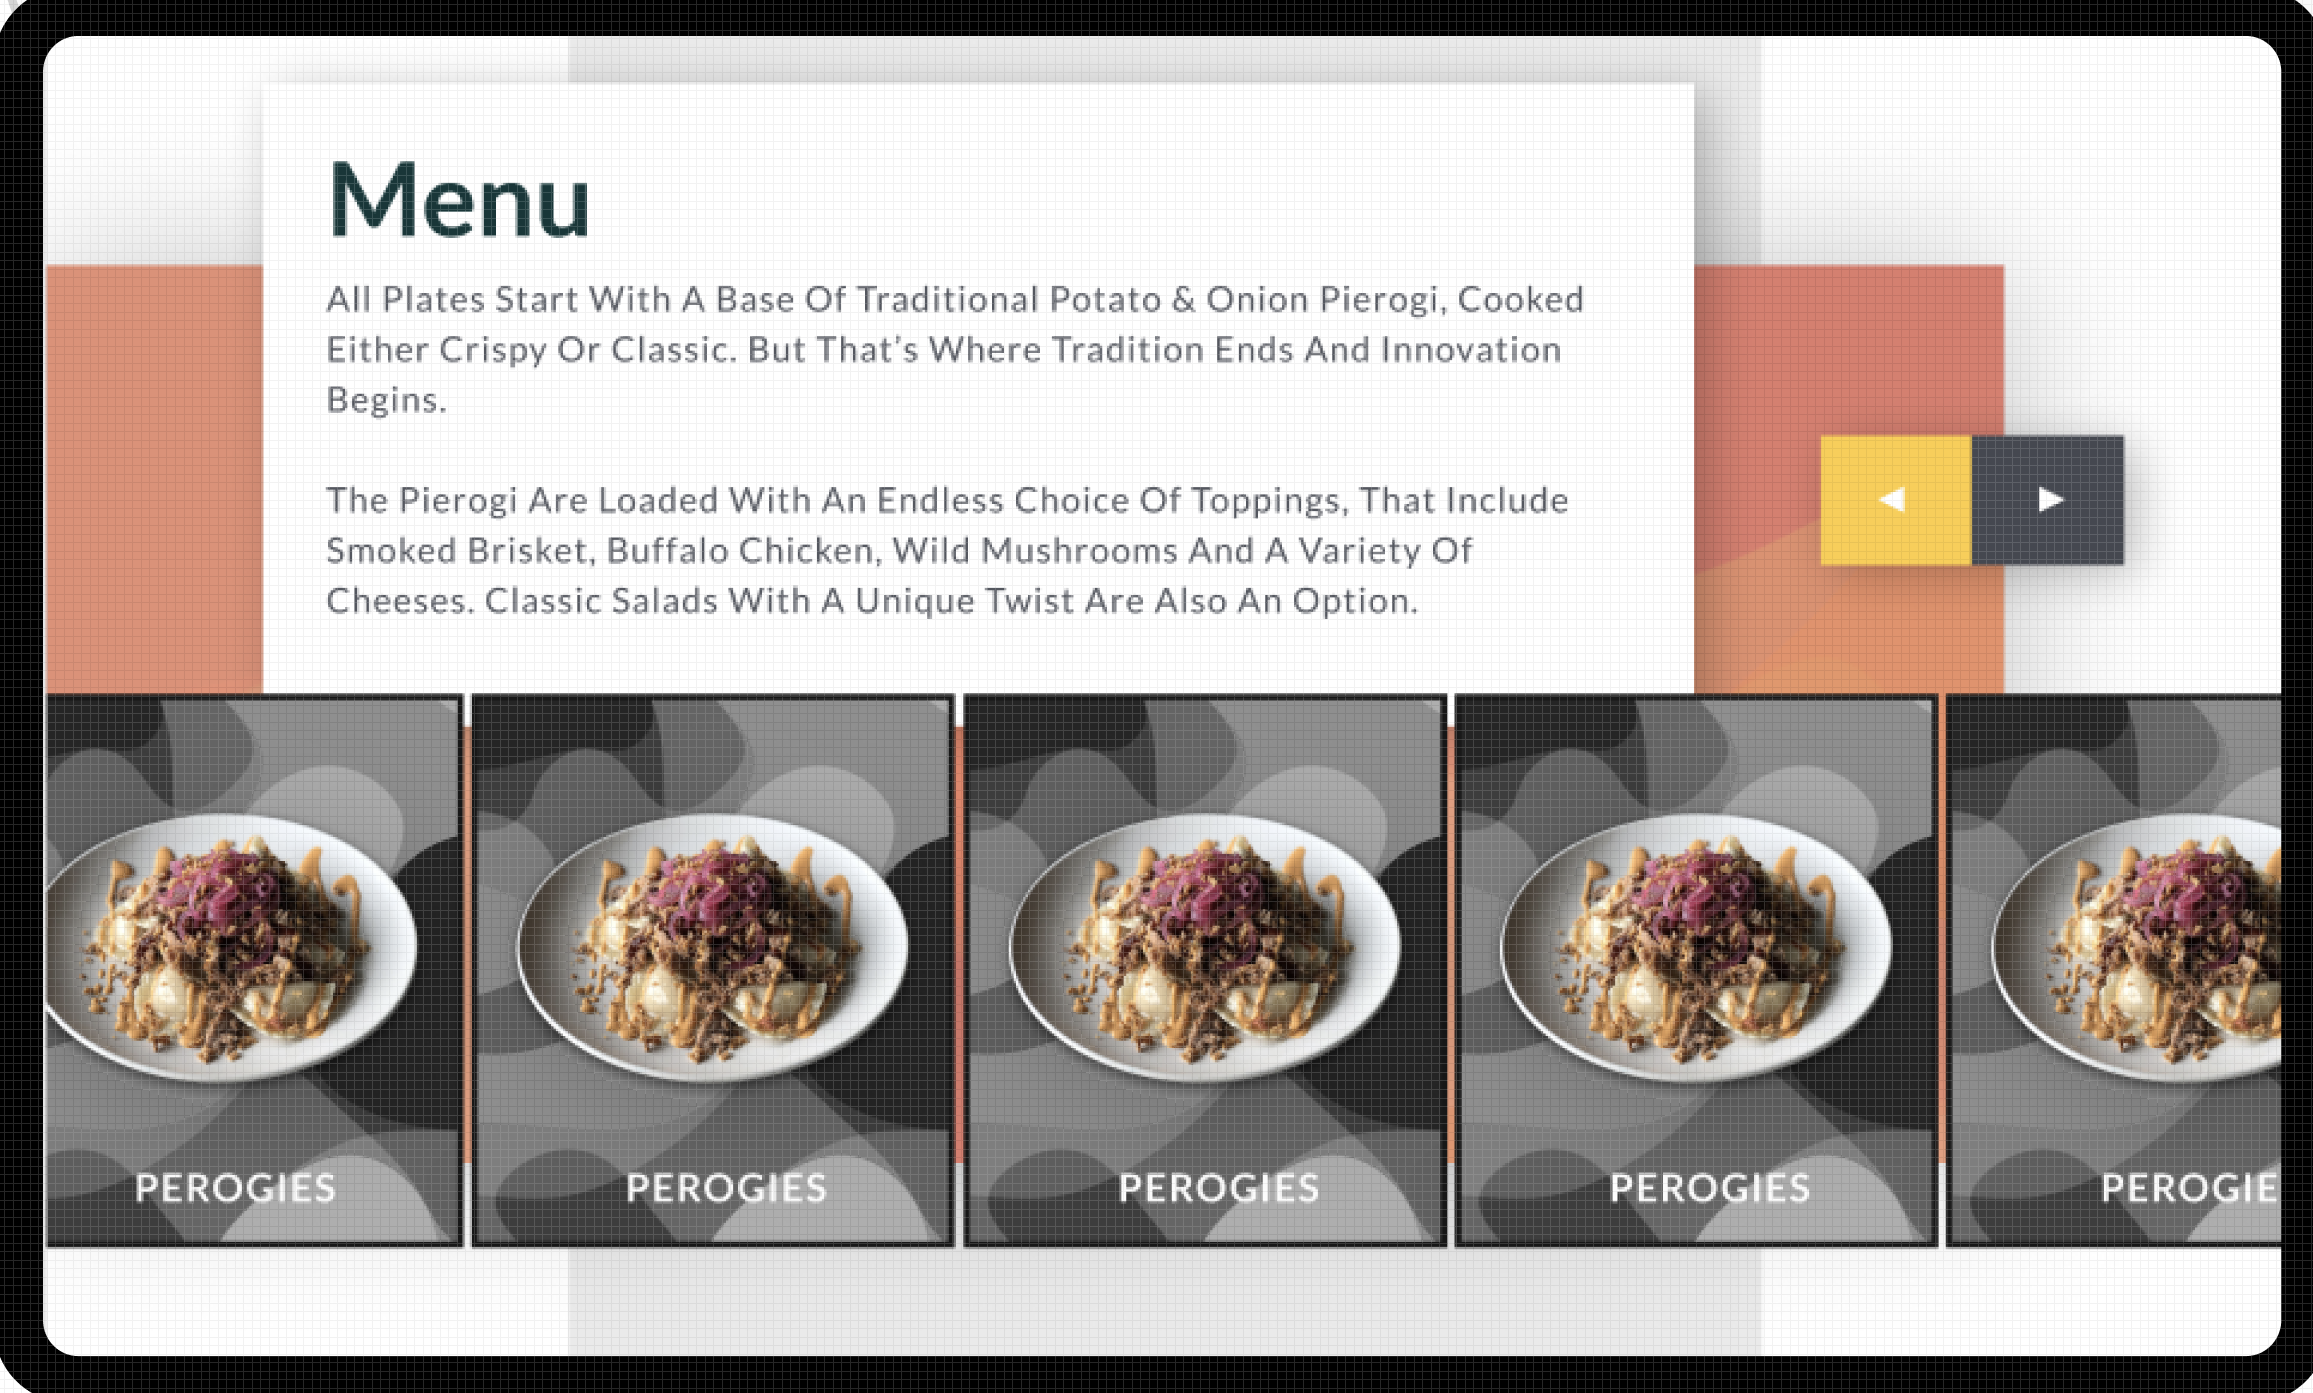 Menu
All Plates Start With A Base Of Traditional Potato & Onion Pierogi, Cooked
Either Crispy Or Classic. But That's Where Tradition Ends And Innovation
Begins.
The Pierogi Are Loaded With An Endless Choice Of Toppings, That Include
Smoked Brisket, Buffalo Chicken, Wild Mushrooms And A Variety Of
Cheeses. Classic Salads With A Unique Twist Are Also An Option.
PEROGIES
PEROGIES
PEROGIES
PEROGIES
PEROGIE